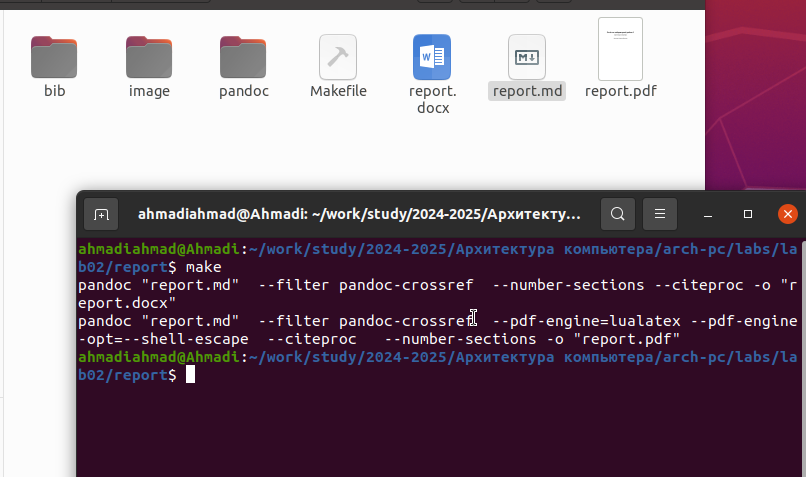 bib
image
pandoc
Makefile
report.
docx
report.md
report.pdf
ahmadiahmad@Ahmadi: ~/work/study/2024-2025/Архитекту...
ahmadiahmad@Ahmadi:~/work/study/2024-2025/Архитектура компьютера/arch-pc/labs/la
b02/report$ make
pandoc "report.md"  --filter pandoc-crossref  --number-sections --citeproc -o "r
eport.docx"
pandoc "report.md"  --filter pandoc-crossref  --pdf-engine=lualatex --pdf-engine
-opt=--shell-escape  --citeproc   --number-sections -o "report.pdf"
ahmadiahmad@Ahmadi:~/work/study/2024-2025/Архитектура компьютера/arch-pc/labs/la
b02/report$